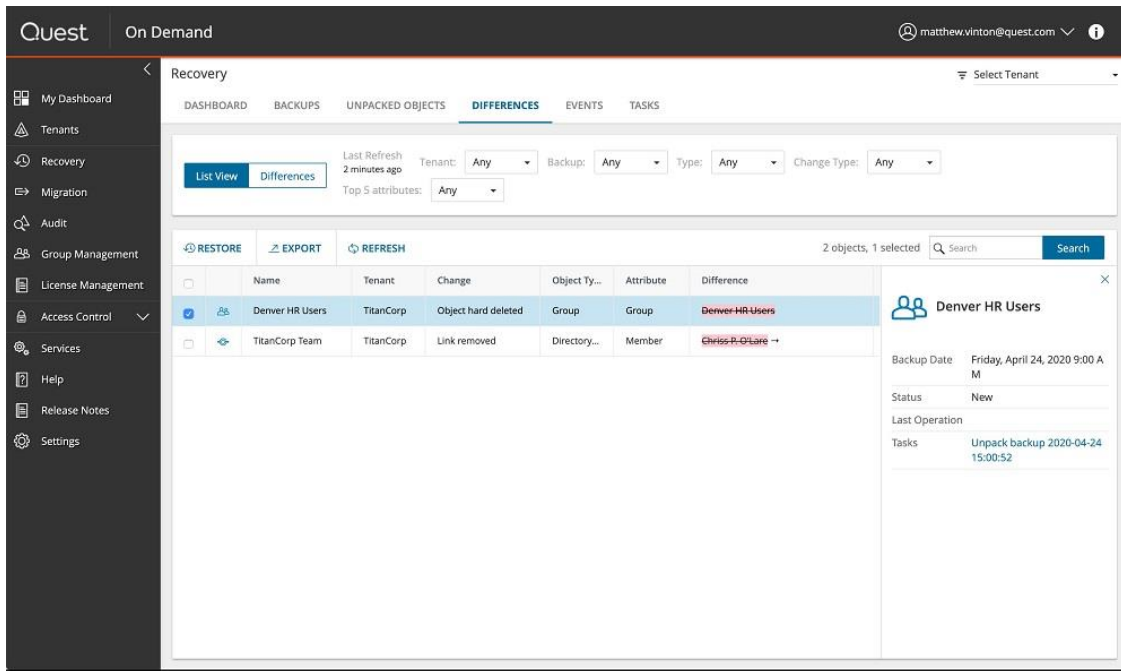 Quest On Demand
matthew.vinton@quest.com
My Dashboard
Tenants
Recovery
Migration
Audit
Group Management
License Management
Access Control
Services
Help
Release Notes
Settings
Recovery
Select Tenant
DASHBOARD BACKUPS UNPACKED OBJECTS DIFFERENCES EVENTS TASKS
List View Differences
Last Refresh
2 minutes ago
Tenant: Any Backup: Any Type: Any Change Type: Any
Top 5 attributes: Any
RESTORE EXPORT REFRESH 2 objects, 1 selected Search Search
Name Tenant Change Object Ty... Attribute Difference
Denver HR Users TitanCorp Object hard deleted Group Group Denver HR Users
TitanCorp Team TitanCorp Link removed Directory... Member Chriss P. O'Lare →
Denver HR Users
Backup Date Friday, April 24, 2020 9:00 A
M
Status New
Last Operation
Tasks Unpack backup 2020-04-24
15:00:52